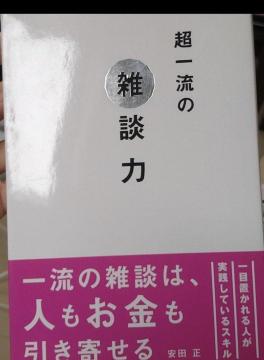 超一流の
雑談力
一目置かれる人が
実践しているスキル
一流の雑談は、
人もお金も
引き寄せる
安田 正